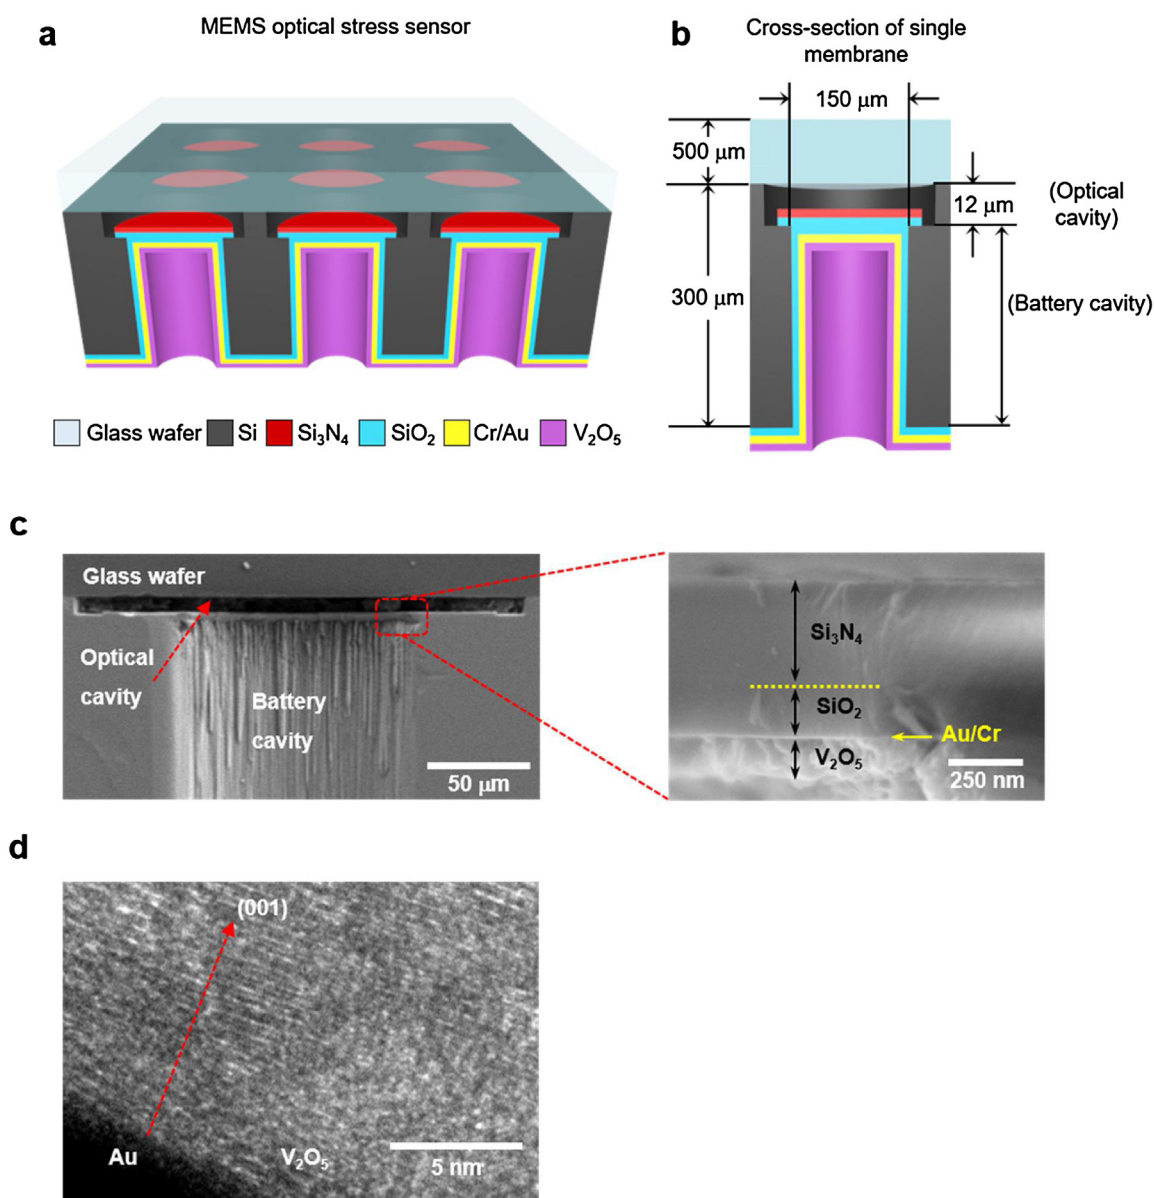 a
MEMS optical stress sensor
b
Cross-section of single
membrane
150 μm
500 μm
12 μm
(Optical
cavity)
300 μm
(Battery cavity)
Glass wafer Si Si₃N₄ SiO₂ Cr/Au V₂O₅
c
Glass wafer
Optical
cavity
Battery
cavity
50 μm
Si₃N₄
SiO₂
Au/Cr
V₂O₅
250 nm
d
(001)
Au
V₂O₅
5 nm